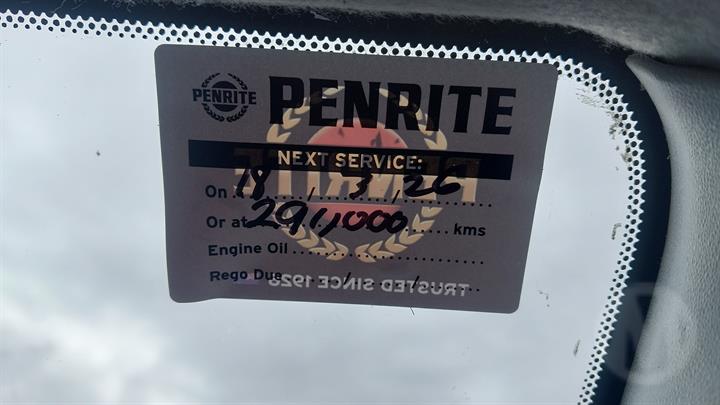 PENRITE
PENRITE
NEXT SERVICE:
On 18 / 3 / 26
Or at 291,000 kms
Engine Oil
Rego Due / /
TRUSTED SINCE 1926